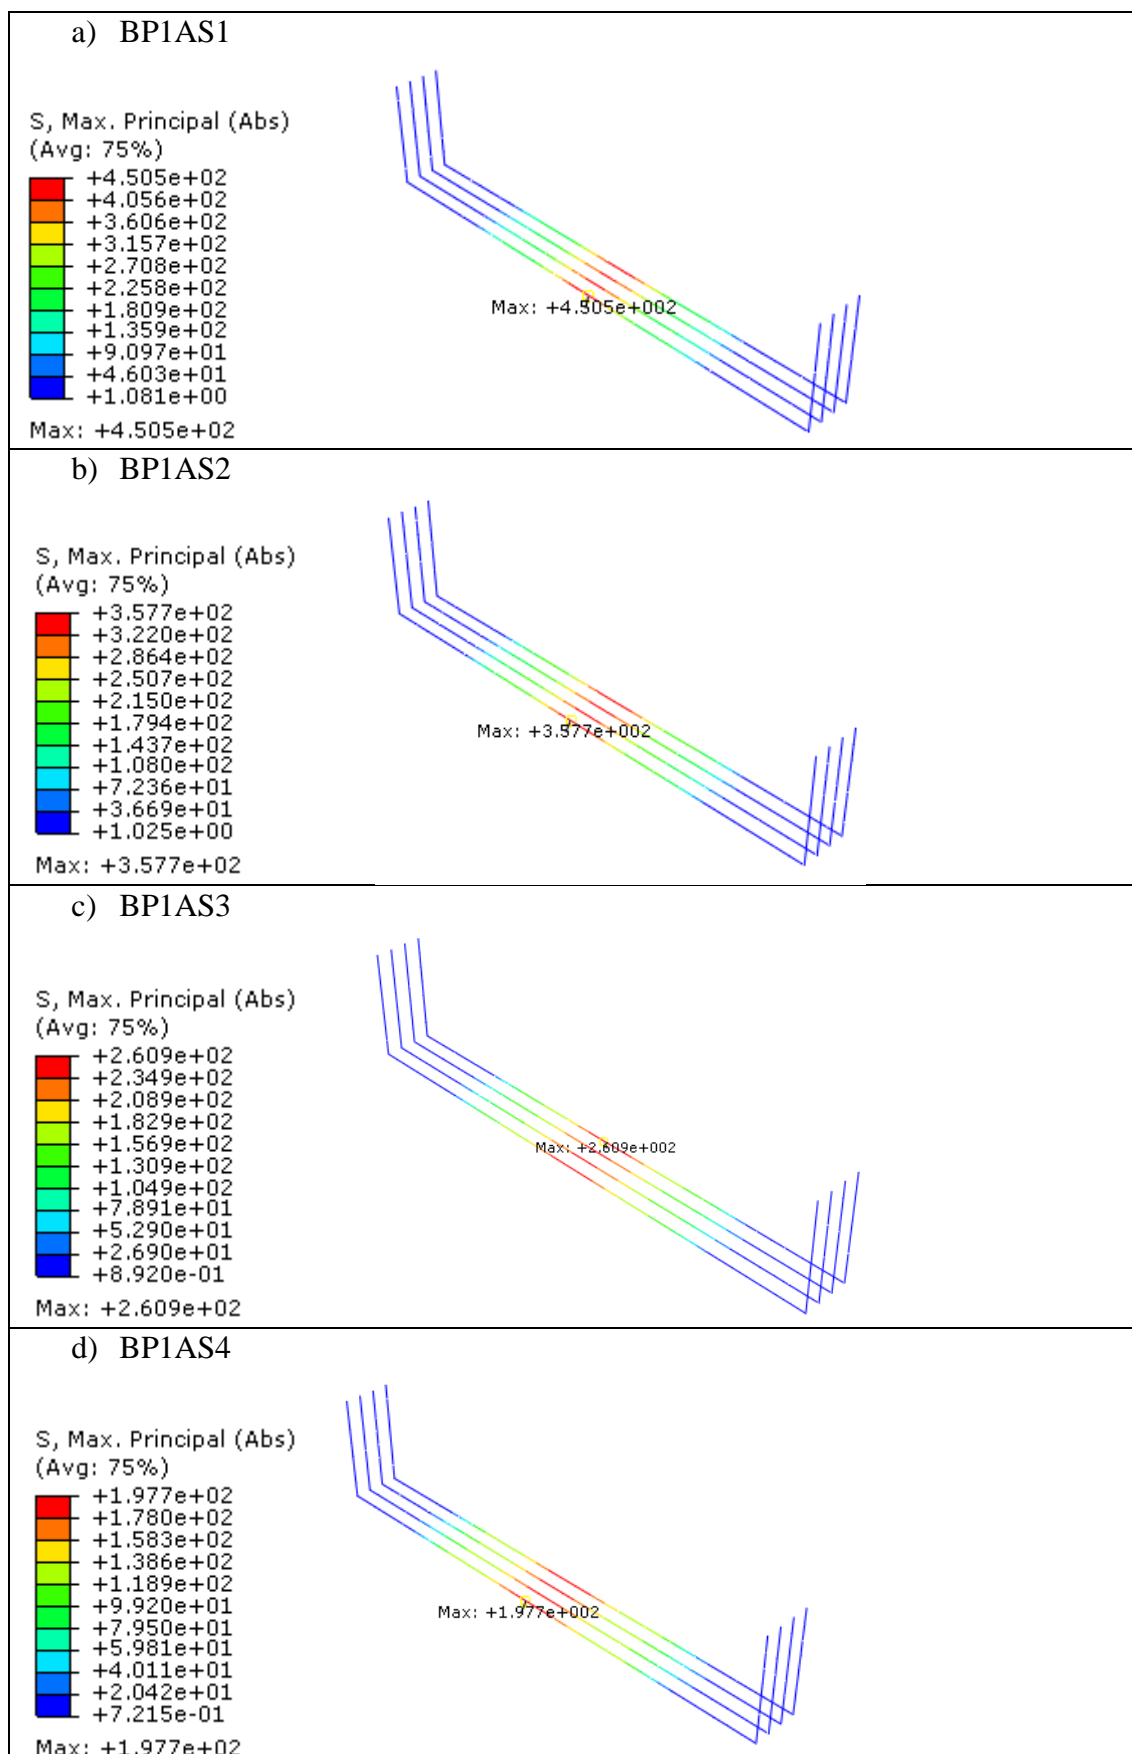 a) BP1AS1
S, Max. Principal (Abs)
(Avg: 75%)
+4.505e+02
+4.056e+02
+3.606e+02
+3.157e+02
+2.708e+02
+2.258e+02
+1.809e+02
+1.359e+02
+9.097e+01
+4.603e+01
+1.081e+00
Max: +4.505e+02
Max: +4.505e+002
b) BP1AS2
S, Max. Principal (Abs)
(Avg: 75%)
+3.577e+02
+3.220e+02
+2.864e+02
+2.507e+02
+2.150e+02
+1.794e+02
+1.437e+02
+1.080e+02
+7.236e+01
+3.669e+01
+1.025e+00
Max: +3.577e+02
Max: +3.577e+002
c) BP1AS3
S, Max. Principal (Abs)
(Avg: 75%)
+2.609e+02
+2.349e+02
+2.089e+02
+1.829e+02
+1.569e+02
+1.309e+02
+1.049e+02
+7.891e+01
+5.290e+01
+2.690e+01
+8.920e-01
Max: +2.609e+02
Max: +2.609e+002
d) BP1AS4
S, Max. Principal (Abs)
(Avg: 75%)
+1.977e+02
+1.780e+02
+1.583e+02
+1.386e+02
+1.189e+02
+9.920e+01
+7.950e+01
+5.981e+01
+4.011e+01
+2.042e+01
+7.215e-01
Max: +1.977e+02
Max: +1.977e+002